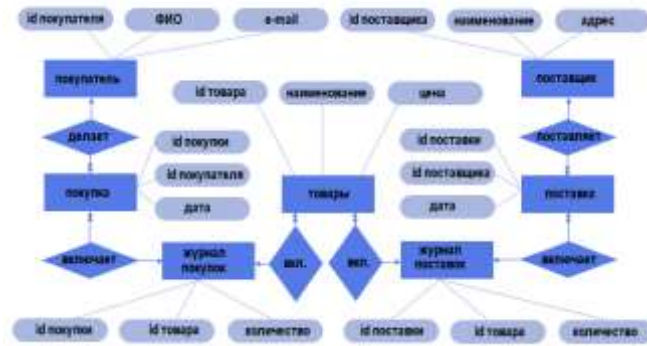 id покупателя
ФИО
e-mail
id поставщика
наименование
адрес
покупатель
поставщик
id товара
наименование
цена
делает
поставляет
id покупки
id поставки
id покупателя
id поставщика
покупка
товары
поставка
дата
дата
включает
журнал
покупок
вкл.
вкл.
журнал
поставок
включает
id покупки
id товара
количество
id поставки
id товара
количество